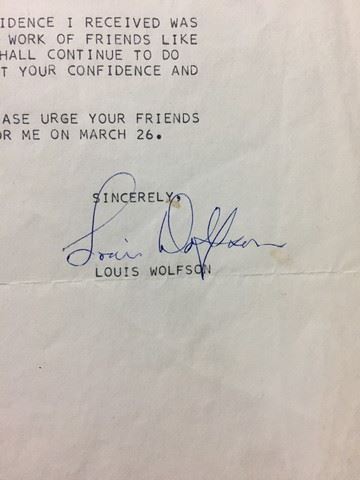 IDENCE I RECEIVED WAS
WORK OF FRIENDS LIKE
HALL CONTINUE TO DO
T YOUR CONFIDENCE AND
ASE URGE YOUR FRIENDS
OR ME ON MARCH 26.
SINCERELY,
Louis Wolfson
LOUIS WOLFSON